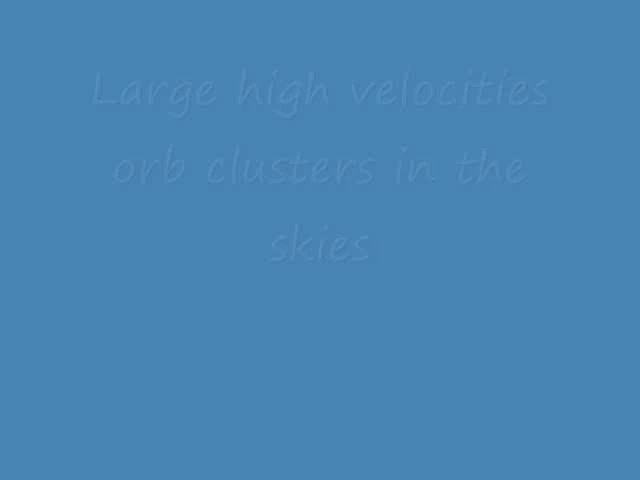 Large high velocities
orb clusters in the
skies